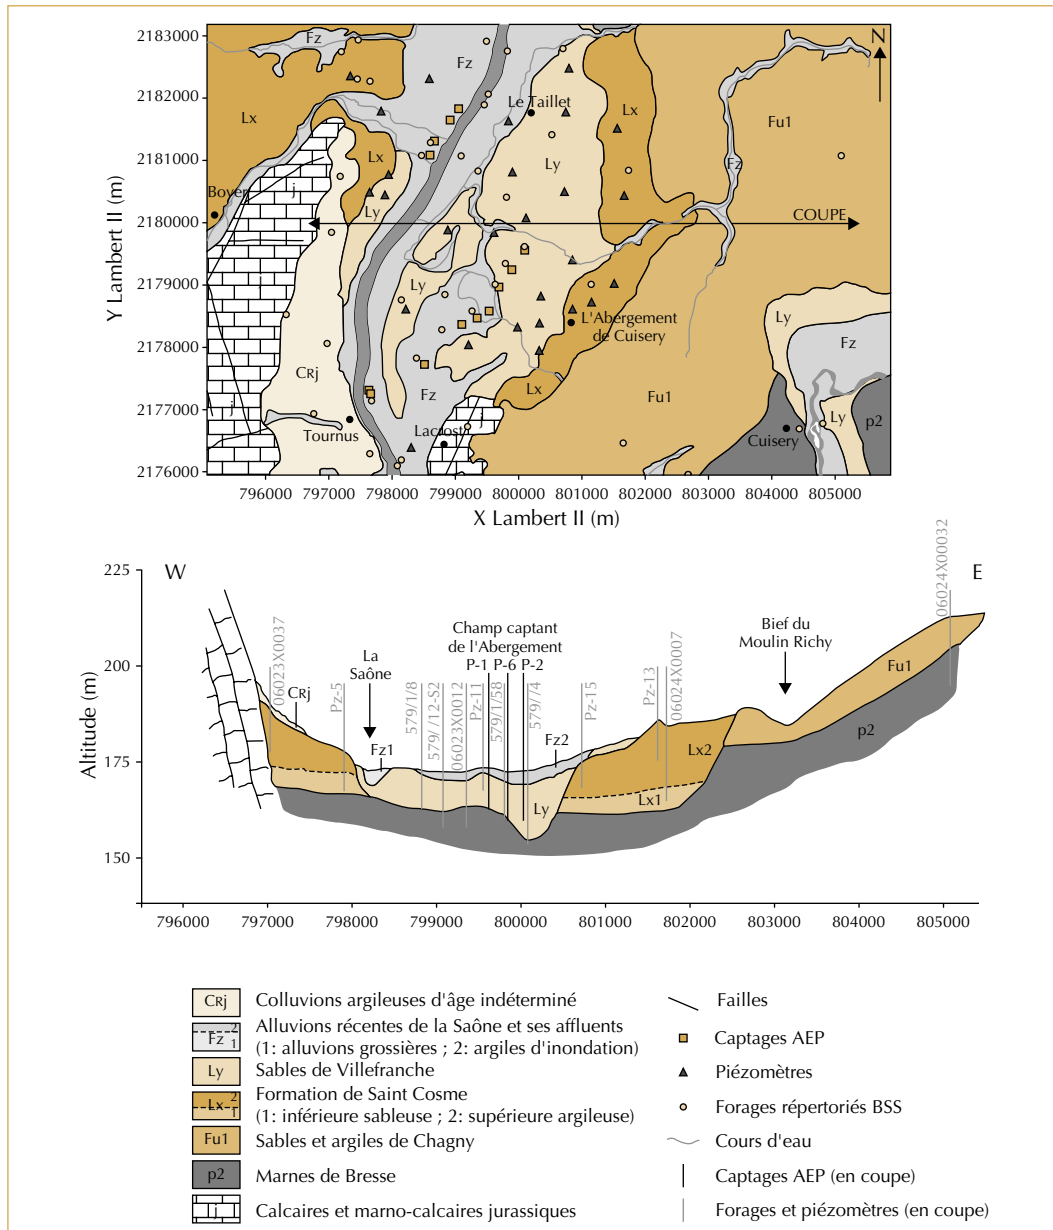 2183000
2182000
2181000
2180000
2179000
2178000
2177000
2176000
Y Lambert II (m)
Fz
Fz
N
Lx
Le Taillet
Lx
Fu1
Lx
Ly
Fz
j
Boyer
Ly
COUPE
j
Ly
L'Abergement
de Cuisery
Ly
Fz
CRj
Fz
Lx
Fu1
j
j
Ly
p2
Tournus
Lacrost
Cuisery
796000 797000 798000 799000 800000 801000 802000 803000 804000 805000
X Lambert II (m)
225
200
175
150
Altitude (m)
W
E
06023X0037
CRj
Pz-5
La
Saône
Fz1
579/1/8
579/ /12-S2
06023X0012
Pz-11
579/1/58
579/ /4
Champ captant
de l'Abergement
P-1 P-6 P-2
Fz2
Ly
Pz-15
Pz-13
06024X0007
Lx2
Lx1
Bief du
Moulin Richy
Fu1
p2
06024X00032
796000 797000 798000 799000 800000 801000 802000 803000 804000 805000
CRj Colluvions argileuses d'âge indéterminé
Fz 2 1 Alluvions récentes de la Saône et ses affluents
(1: alluvions grossières ; 2: argiles d'inondation)
Ly Sables de Villefranche
Lx 2 1 Formation de Saint Cosme
(1: inférieure sableuse ; 2: supérieure argileuse)
Fu1 Sables et argiles de Chagny
p2 Marnes de Bresse
j Calcaires et marno-calcaires jurassiques
Failles
Captages AEP
Piézomètres
Forages répertoriés BSS
Cours d'eau
Captages AEP (en coupe)
Forages et piézomètres (en coupe)